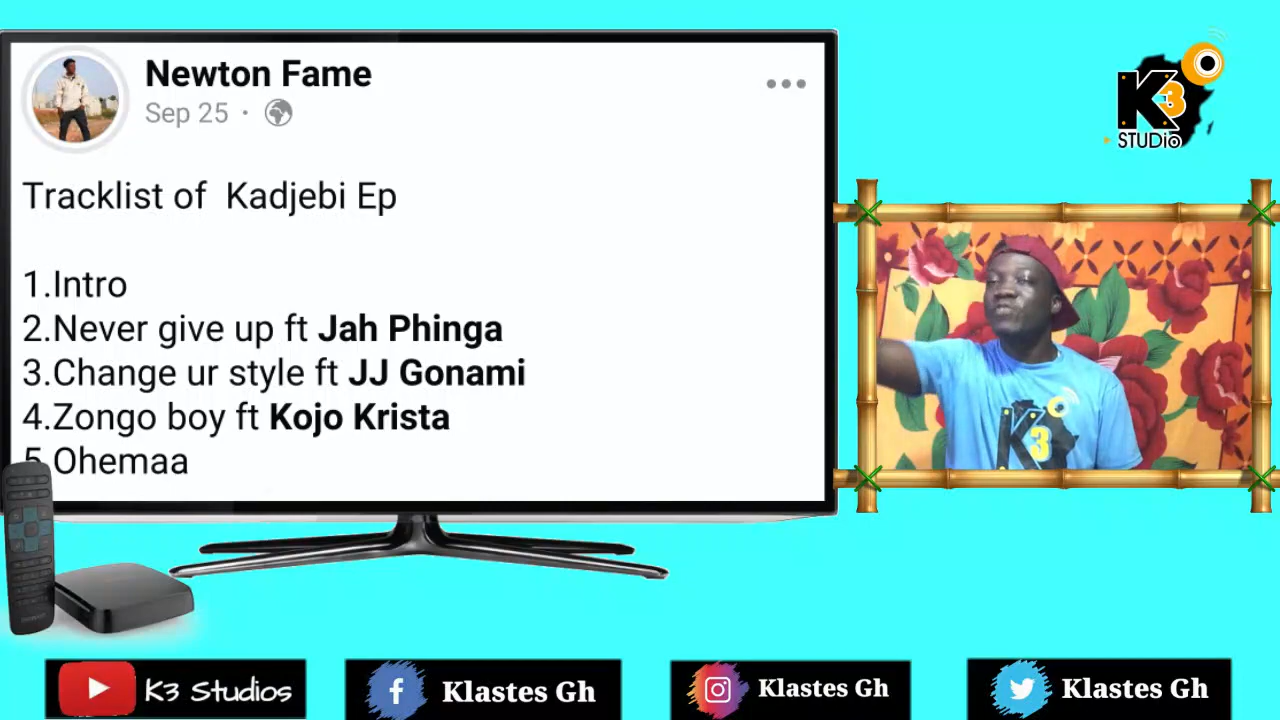 Newton Fame
Sep 25 ·
Tracklist of Kadjebi Ep
1.Intro
2.Never give up ft Jah Phinga
3.Change ur style ft JJ Gonami
4.Zongo boy ft Kojo Krista
5.Ohemaa
K3
STUDiO
K3
K3 Studios
Klastes Gh
Klastes Gh
Klastes Gh